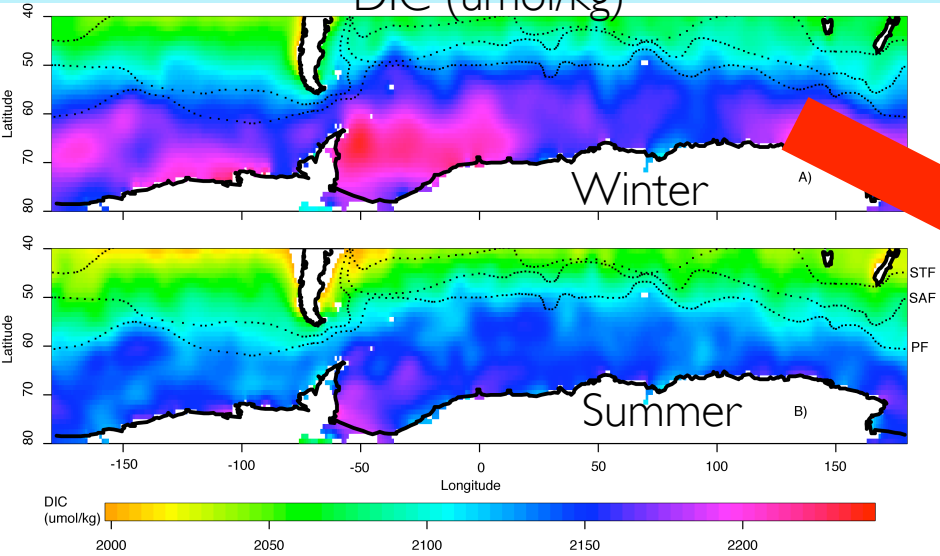 DIC (umol/kg)
40
50
60
70
80
Latitude
Winter
A)
40
50
60
70
80
Latitude
STF
SAF
PF
Summer
B)
-150
-100
-50
0
50
100
150
Longitude
DIC
(umol/kg)
2000
2050
2100
2150
2200